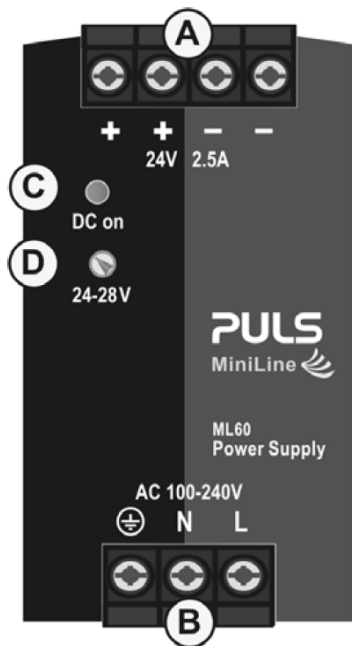 A
+ + − −
24V 2.5A
C
DC on
D
24-28V
PULS
MiniLine
ML60
Power Supply
AC 100-240V
N L
B